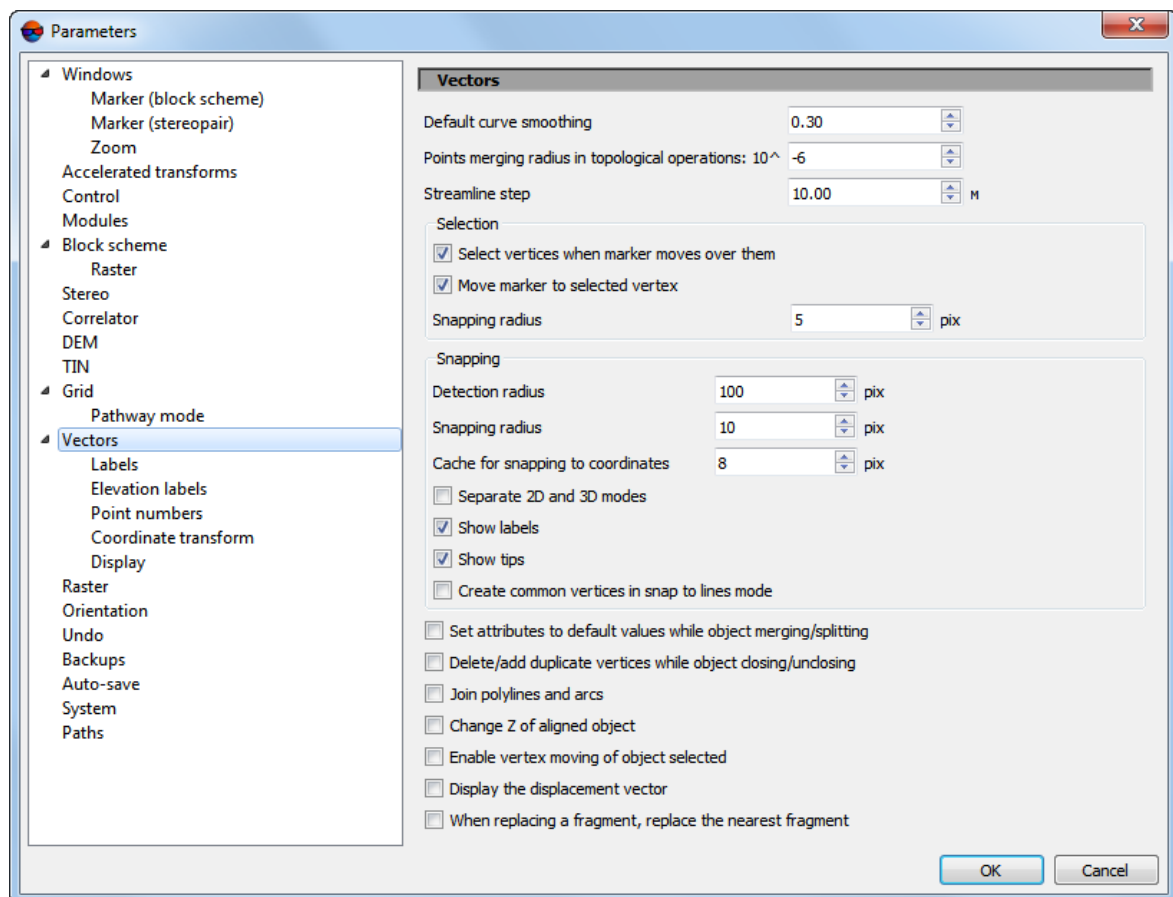 Parameters
Windows
Marker (block scheme)
Marker (stereopair)
Zoom
Accelerated transforms
Control
Modules
Block scheme
Raster
Stereo
Correlator
DEM
TIN
Grid
Pathway mode
Vectors
Labels
Elevation labels
Point numbers
Coordinate transform
Display
Raster
Orientation
Undo
Backups
Auto-save
System
Paths
Vectors
Default curve smoothing 0.30
Points merging radius in topological operations: 10^ -6
Streamline step 10.00 м
Selection
Select vertices when marker moves over them
Move marker to selected vertex
Snapping radius 5 pix
Snapping
Detection radius 100 pix
Snapping radius 10 pix
Cache for snapping to coordinates 8 pix
Separate 2D and 3D modes
Show labels
Show tips
Create common vertices in snap to lines mode
Set attributes to default values while object merging/splitting
Delete/add duplicate vertices while object closing/unclosing
Join polylines and arcs
Change Z of aligned object
Enable vertex moving of object selected
Display the displacement vector
When replacing a fragment, replace the nearest fragment
OK Cancel